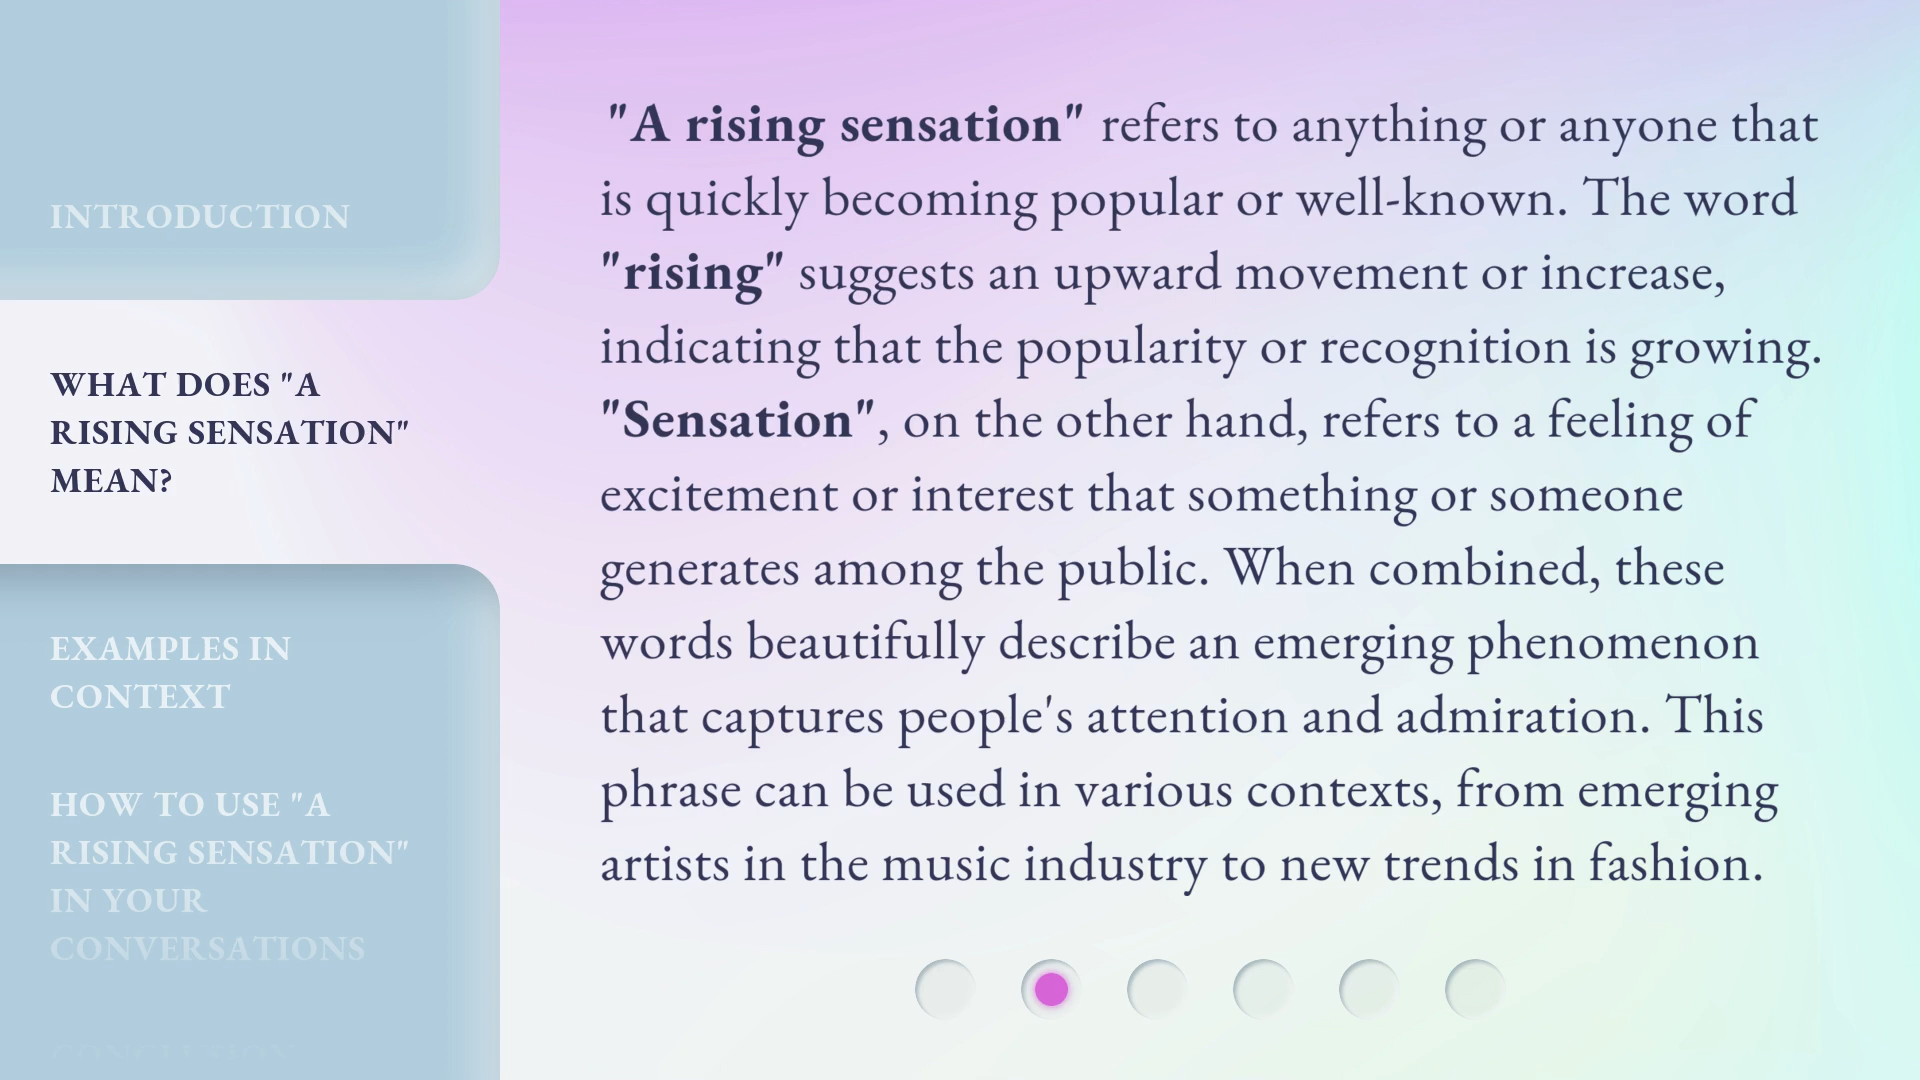 INTRODUCTION
WHAT DOES "A
RISING SENSATION"
MEAN?
EXAMPLES IN
CONTEXT
HOW TO USE "A
RISING SENSATION"
IN YOUR
CONVERSATIONS
"A rising sensation" refers to anything or anyone that
is quickly becoming popular or well-known. The word
"rising" suggests an upward movement or increase,
indicating that the popularity or recognition is growing.
"Sensation", on the other hand, refers to a feeling of
excitement or interest that something or someone
generates among the public. When combined, these
words beautifully describe an emerging phenomenon
that captures people's attention and admiration. This
phrase can be used in various contexts, from emerging
artists in the music industry to new trends in fashion.